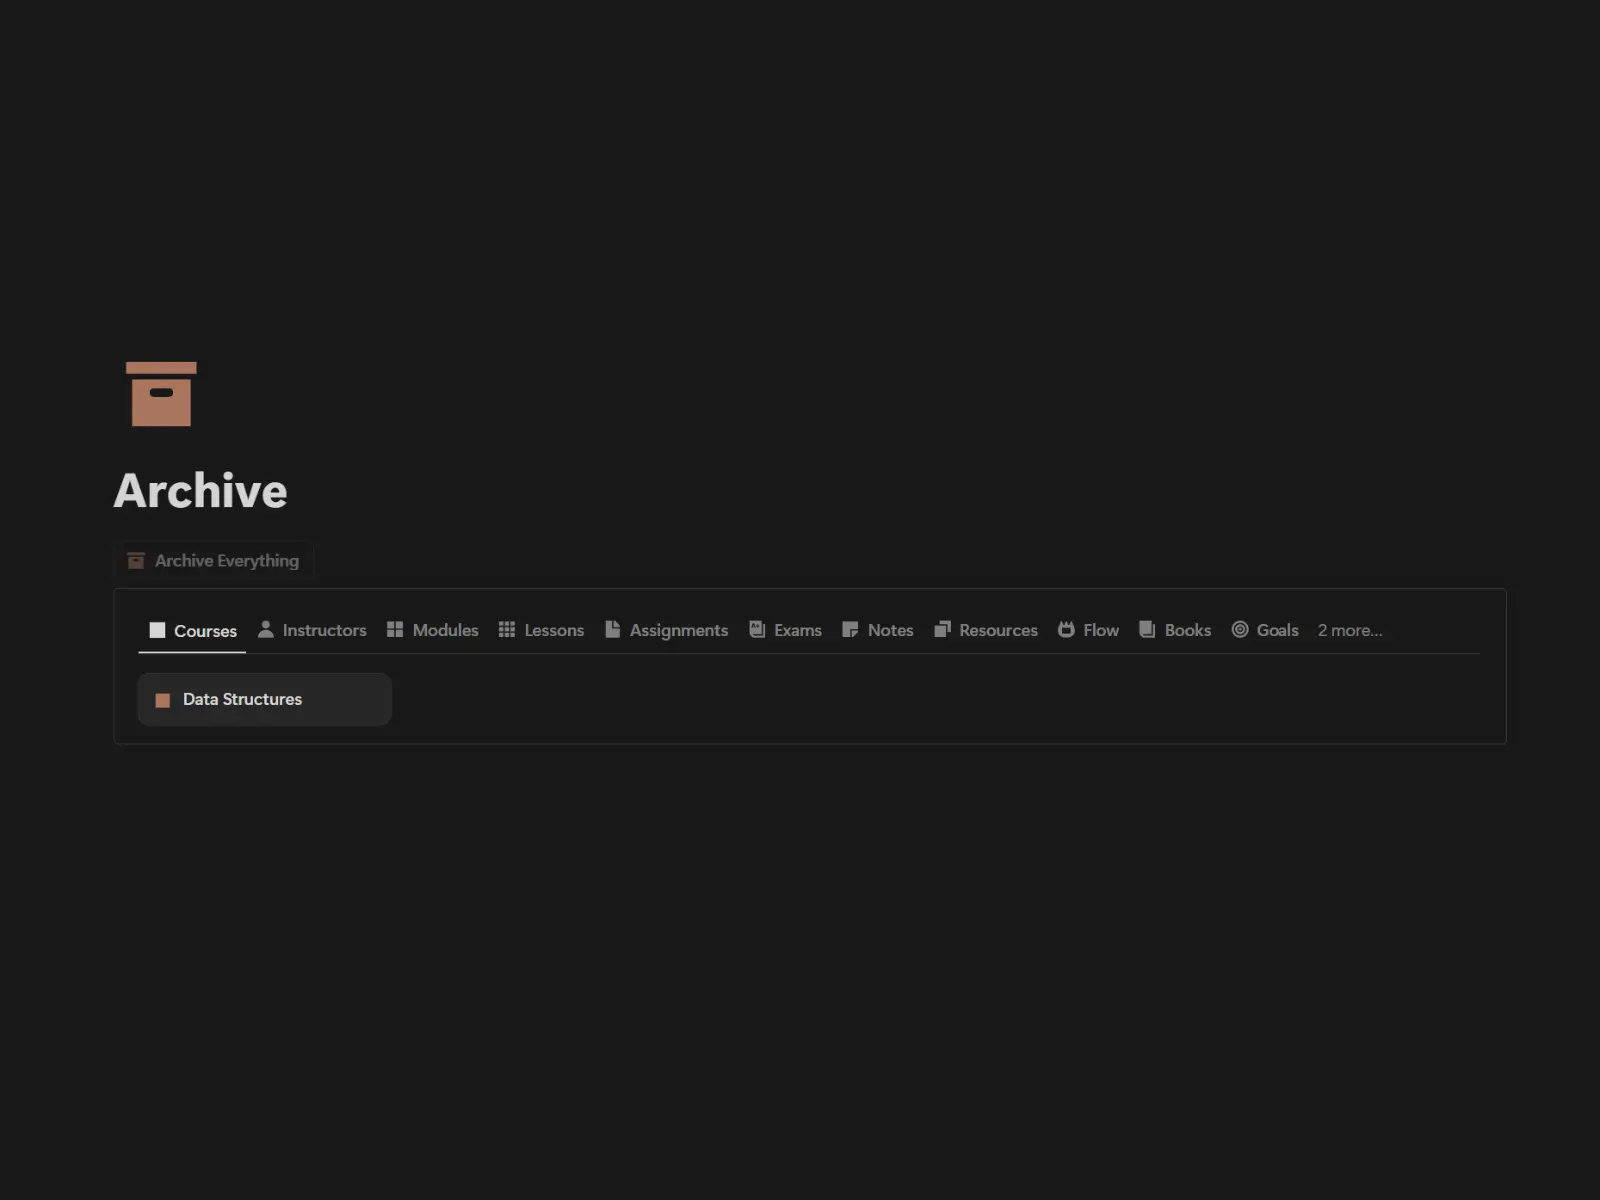 Archive
Archive Everything
Courses Instructors Modules Lessons Assignments Exams Notes Resources Flow Books Goals 2 more...
Data Structures